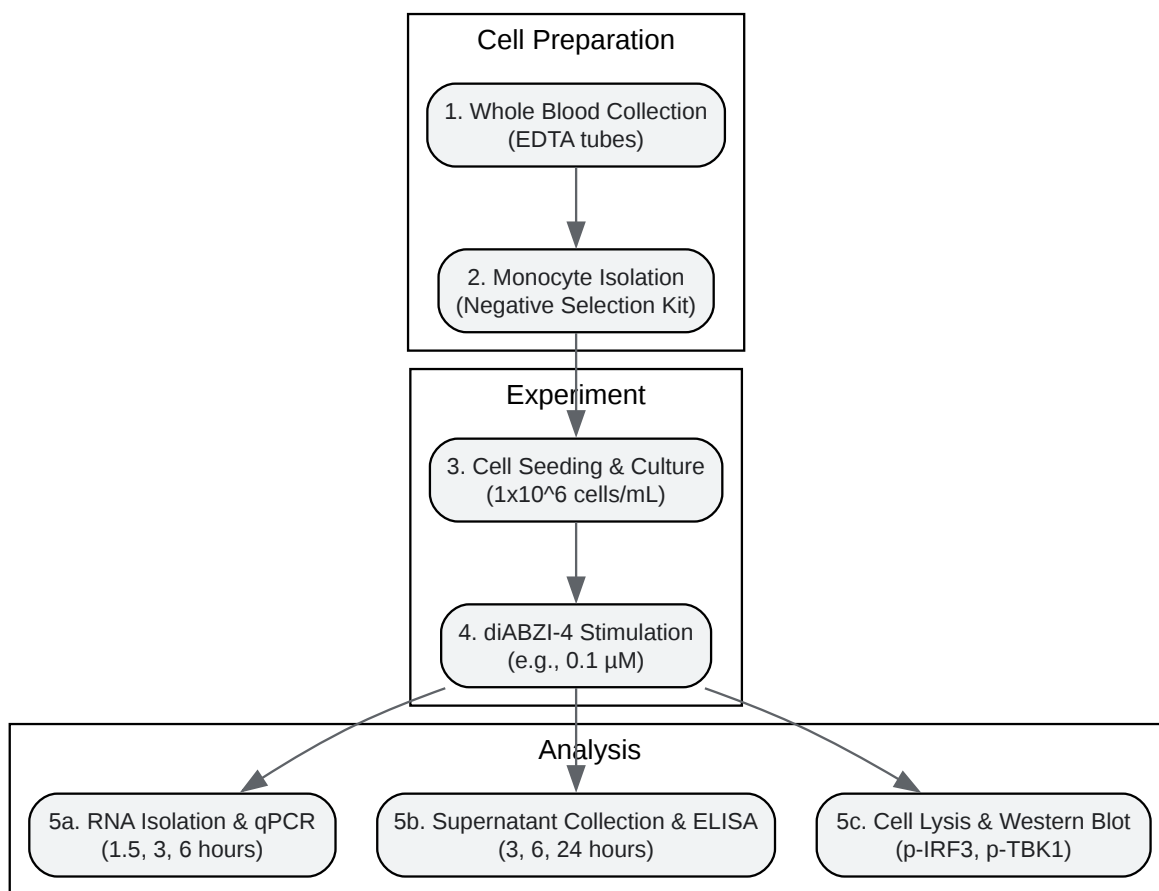 Cell Preparation
1. Whole Blood Collection
(EDTA tubes)
2. Monocyte Isolation
(Negative Selection Kit)
Experiment
3. Cell Seeding & Culture
(1x10^6 cells/mL)
4. diABZI-4 Stimulation
(e.g., 0.1 µM)
Analysis
5a. RNA Isolation & qPCR
(1.5, 3, 6 hours)
5b. Supernatant Collection & ELISA
(3, 6, 24 hours)
5c. Cell Lysis & Western Blot
(p-IRF3, p-TBK1)